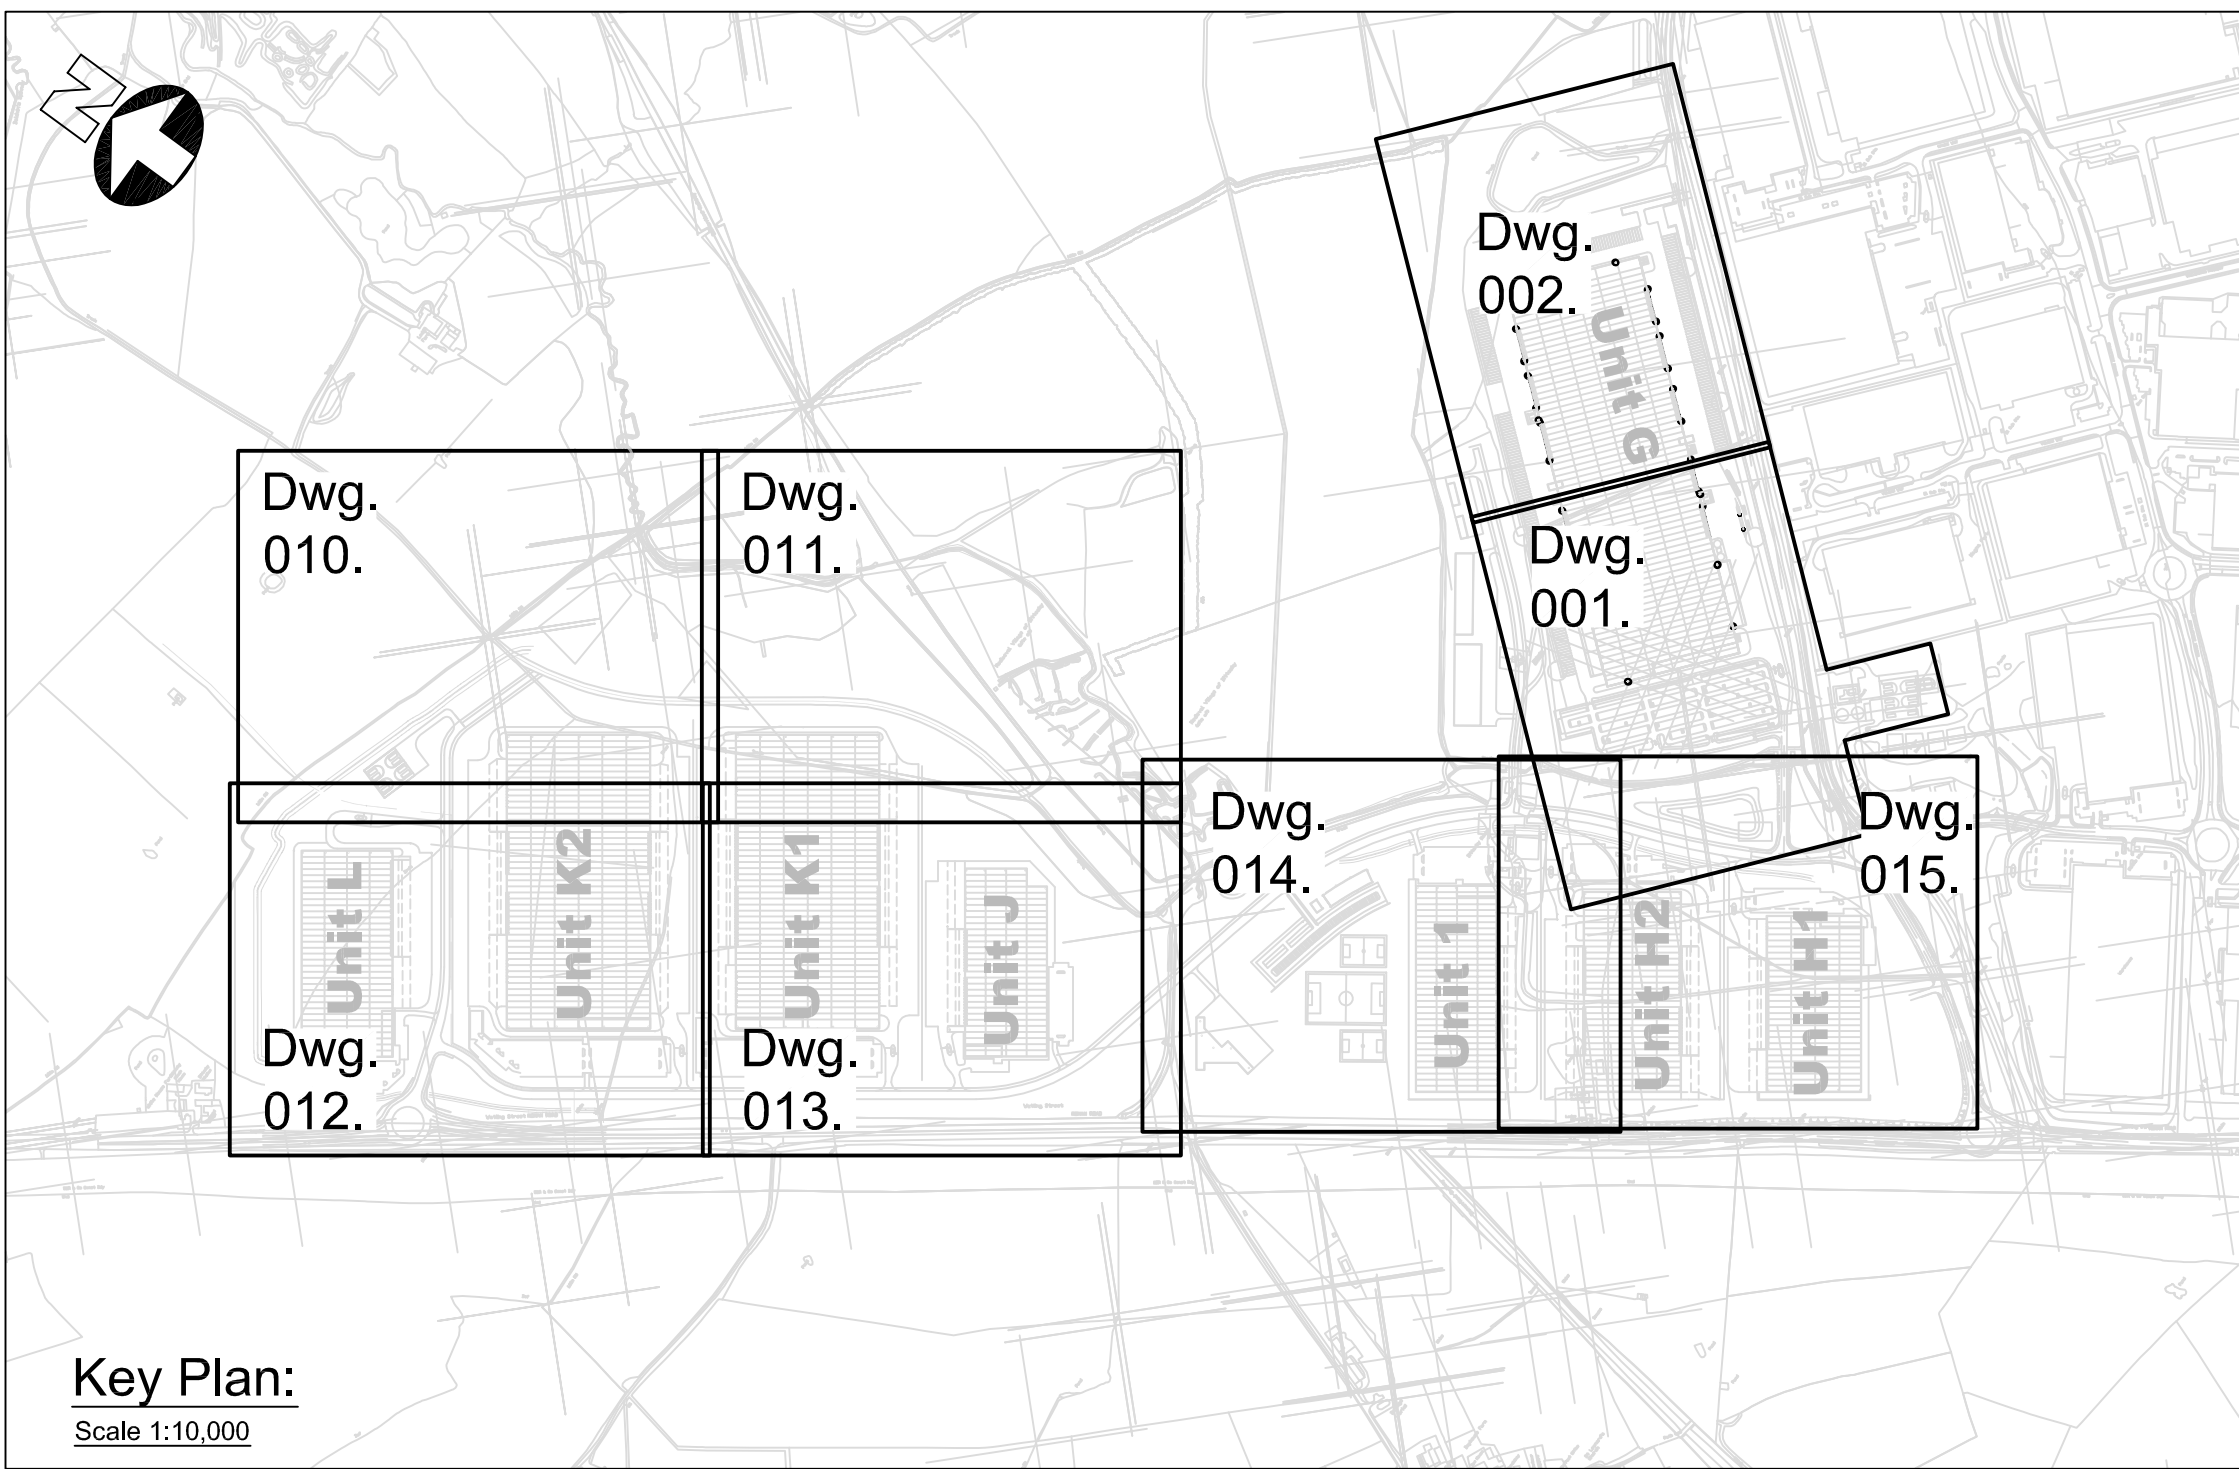 N
Dwg.
002.
Unit G
Dwg.
010.
Dwg.
011.
Dwg.
001.
Dwg.
014.
Dwg.
015.
Unit L
Unit K2
Unit K1
Unit J
Unit 1
Unit H2
Unit H1
Dwg.
012.
Dwg.
013.
Key Plan:
Scale 1:10,000